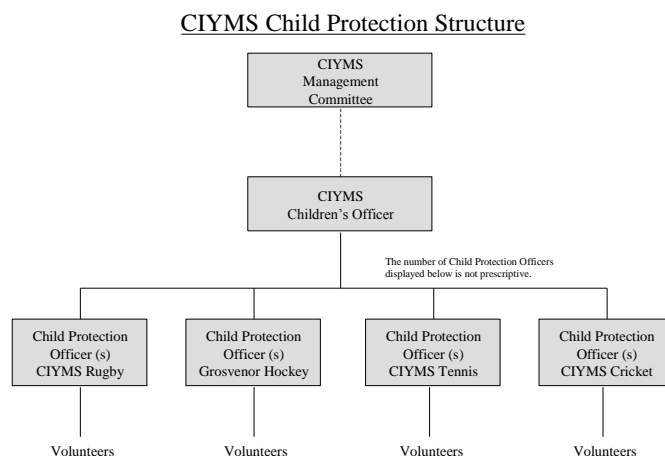 CIYMS Child Protection Structure
CIYMS
Management
Committee
CIYMS
Children's Officer
The number of Child Protection Officers
displayed below is not prescriptive.
Child Protection
Officer (s)
CIYMS Rugby
Child Protection
Officer (s)
Grosvenor Hockey
Child Protection
Officer (s)
CIYMS Tennis
Child Protection
Officer (s)
CIYMS Cricket
Volunteers
Volunteers
Volunteers
Volunteers